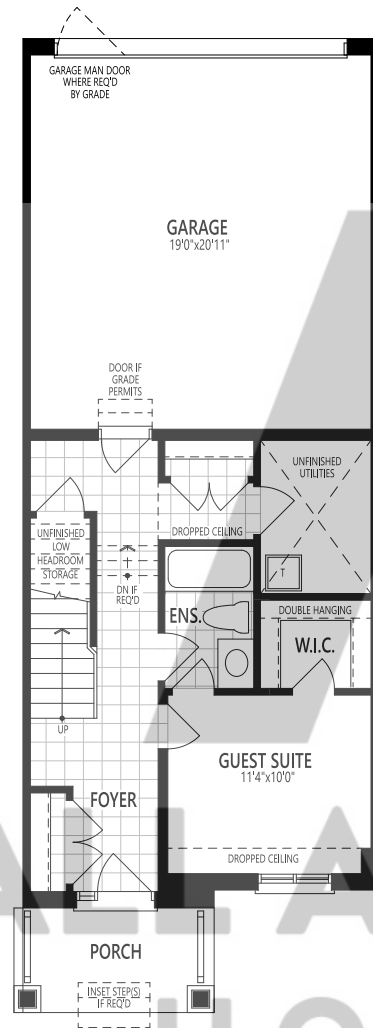 GARAGE MAN DOOR
WHERE REQ'D
BY GRADE
GARAGE
19'0"x20'11"
DOOR IF
GRADE
PERMITS
UNFINISHED
UTILITIES
DROPPED CEILING
UNFINISHED
LOW
HEADROOM
STORAGE
T
DN IF
REQ'D
ENS.
DOUBLE HANGING
W.I.C.
UP
GUEST SUITE
11'4"x10'0"
FOYER
DROPPED CEILING
PORCH
INSET STEP(S)
IF REQ'D